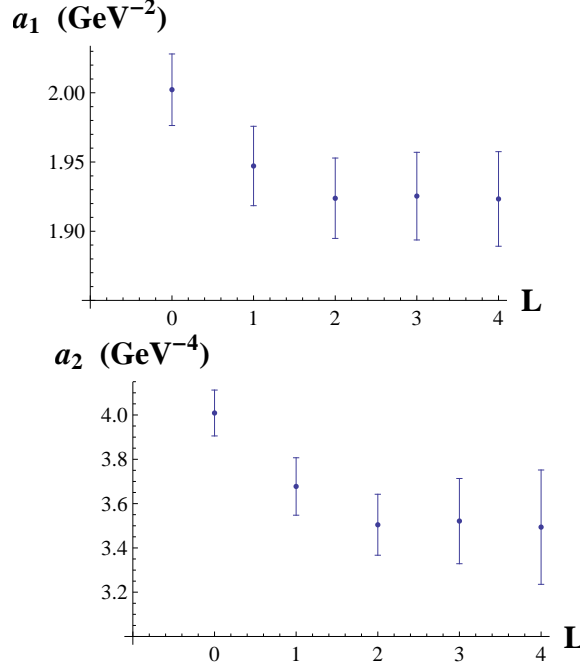 a₁ (GeV⁻²)
2.00
1.95
1.90
0 1 2 3 4
L
a₂ (GeV⁻⁴)
4.0
3.8
3.6
3.4
3.2
0 1 2 3 4
L